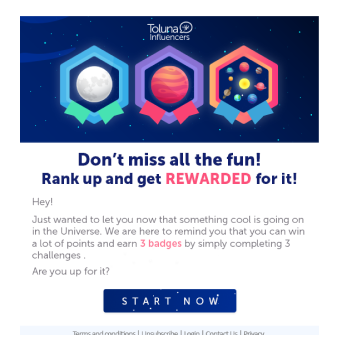 Toluna
Influencers
Don't miss all the fun!
Rank up and get REWARDED for it!
Hey!
Just wanted to let you now that something cool is going on
in the Universe. We are here to remind you that you can win
a lot of points and earn 3 badges by simply completing 3
challenges .
Are you up for it?
START NOW
Terms and conditions | Unsubscribe | Login | Contact Us | Privacy